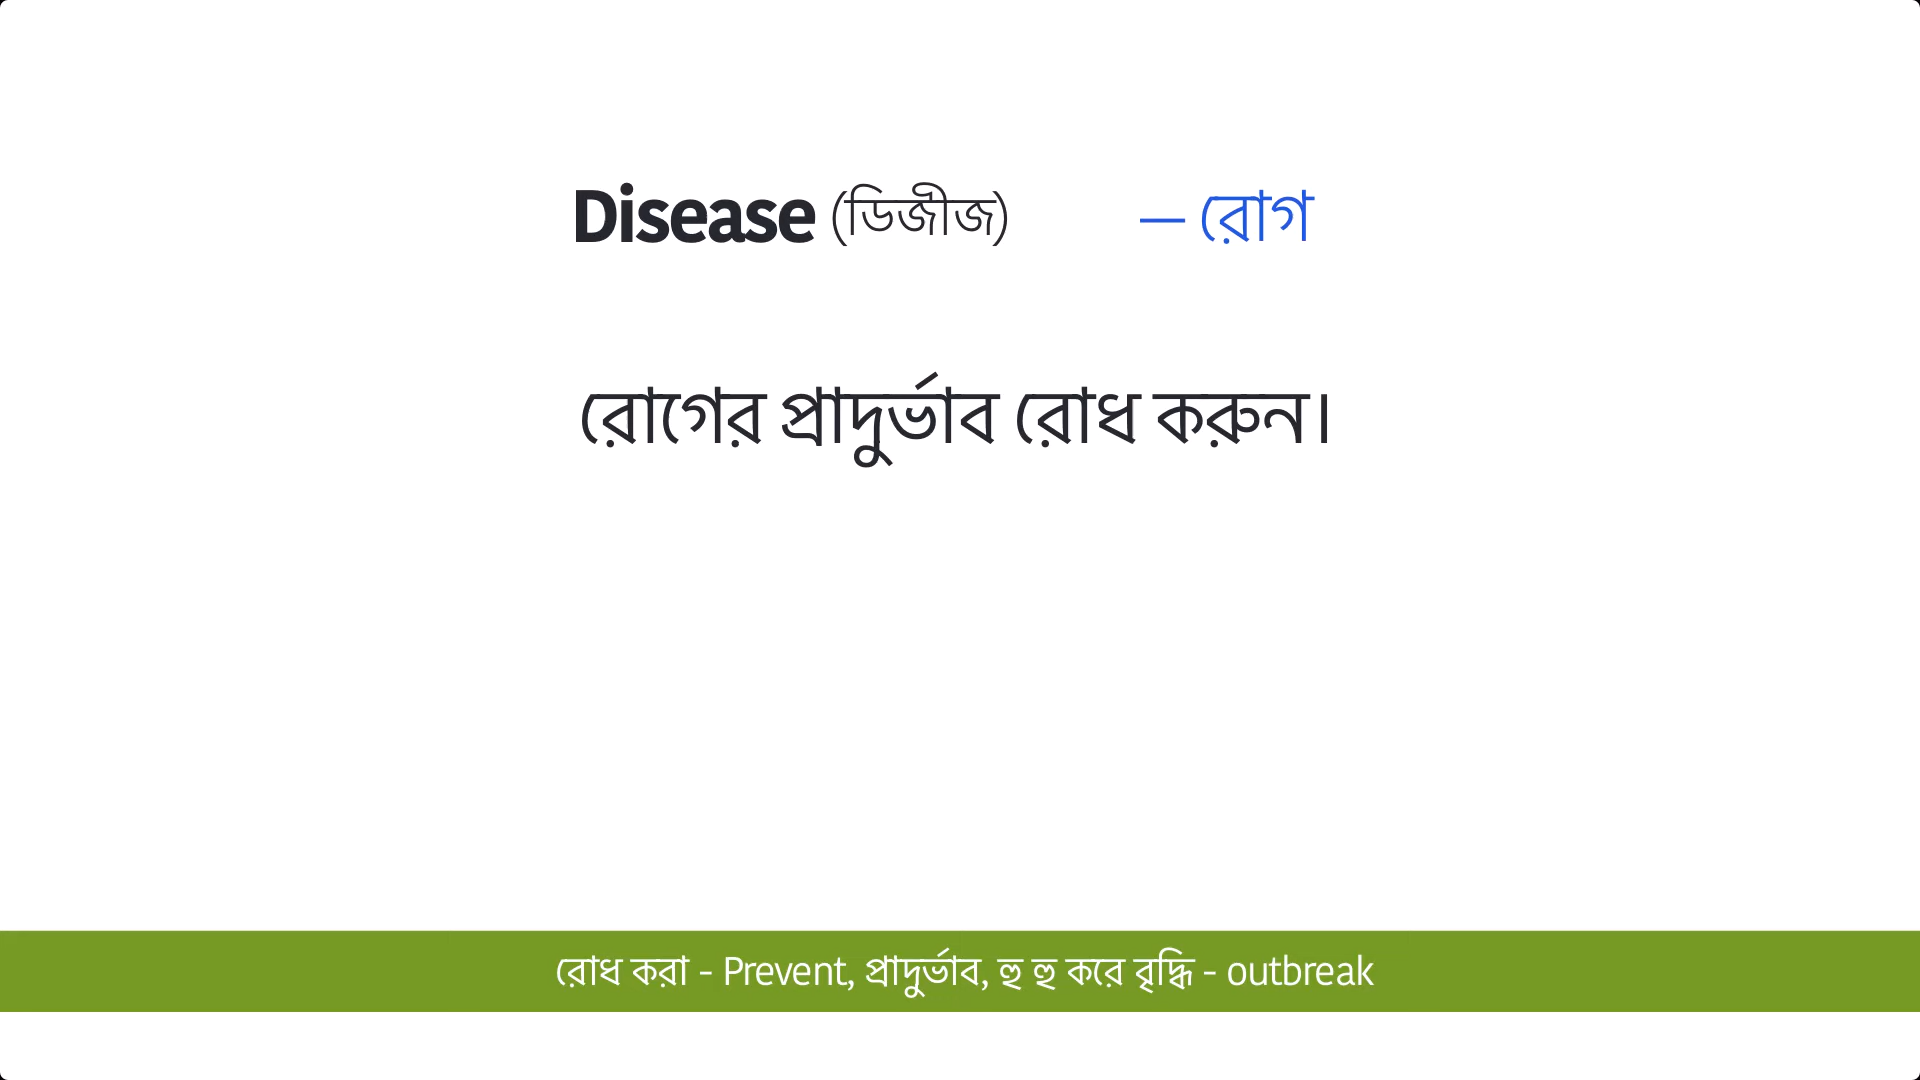 Disease (ডিজীজ) — রোগ
রোগের প্রাদুর্ভাব রোধ করুন।
রোধ করা - Prevent, প্রাদুর্ভাব, হু হু করে বৃদ্ধি - outbreak